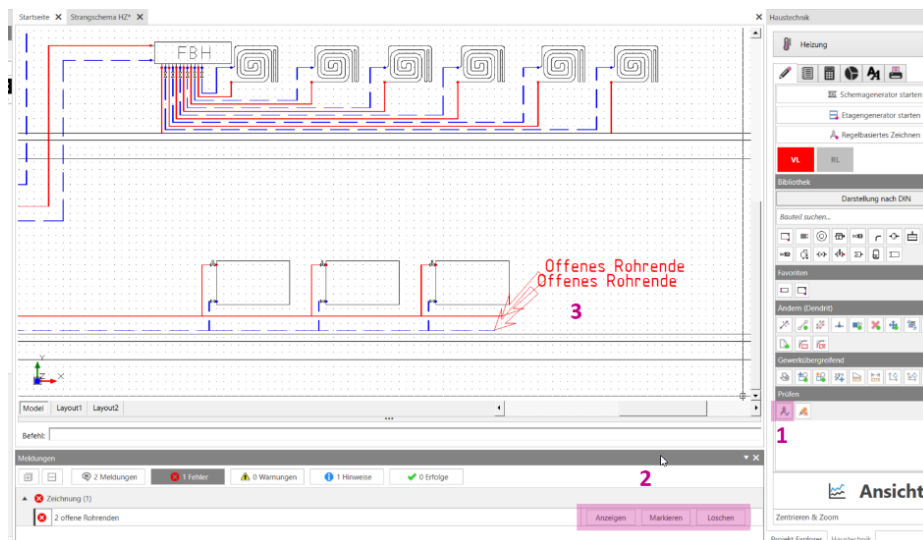 Startseite
Strangschema HZ*
Haustechnik
Heizung
FBH
Schemagenerator starten
Etagengenerator starten
Regelbasiertes Zeichnen
VL
RL
Bibliothek
Darstellung nach DIN
Bauteil suchen...
Favoriten
Ändern (Dendrit)
Gewerkübergreifend
Prüfen
1
Offenes Rohrende
Offenes Rohrende
3
Y
Z
X
Model
Layout1
Layout2
Befehl:
Meldungen
2
2 Meldungen
1 Fehler
0 Warnungen
1 Hinweise
0 Erfolge
Zeichnung (1)
2 offene Rohrenden
Anzeigen
Markieren
Löschen
Ansicht
Zentrieren & Zoom
Projekt Explorer
Haustechnik